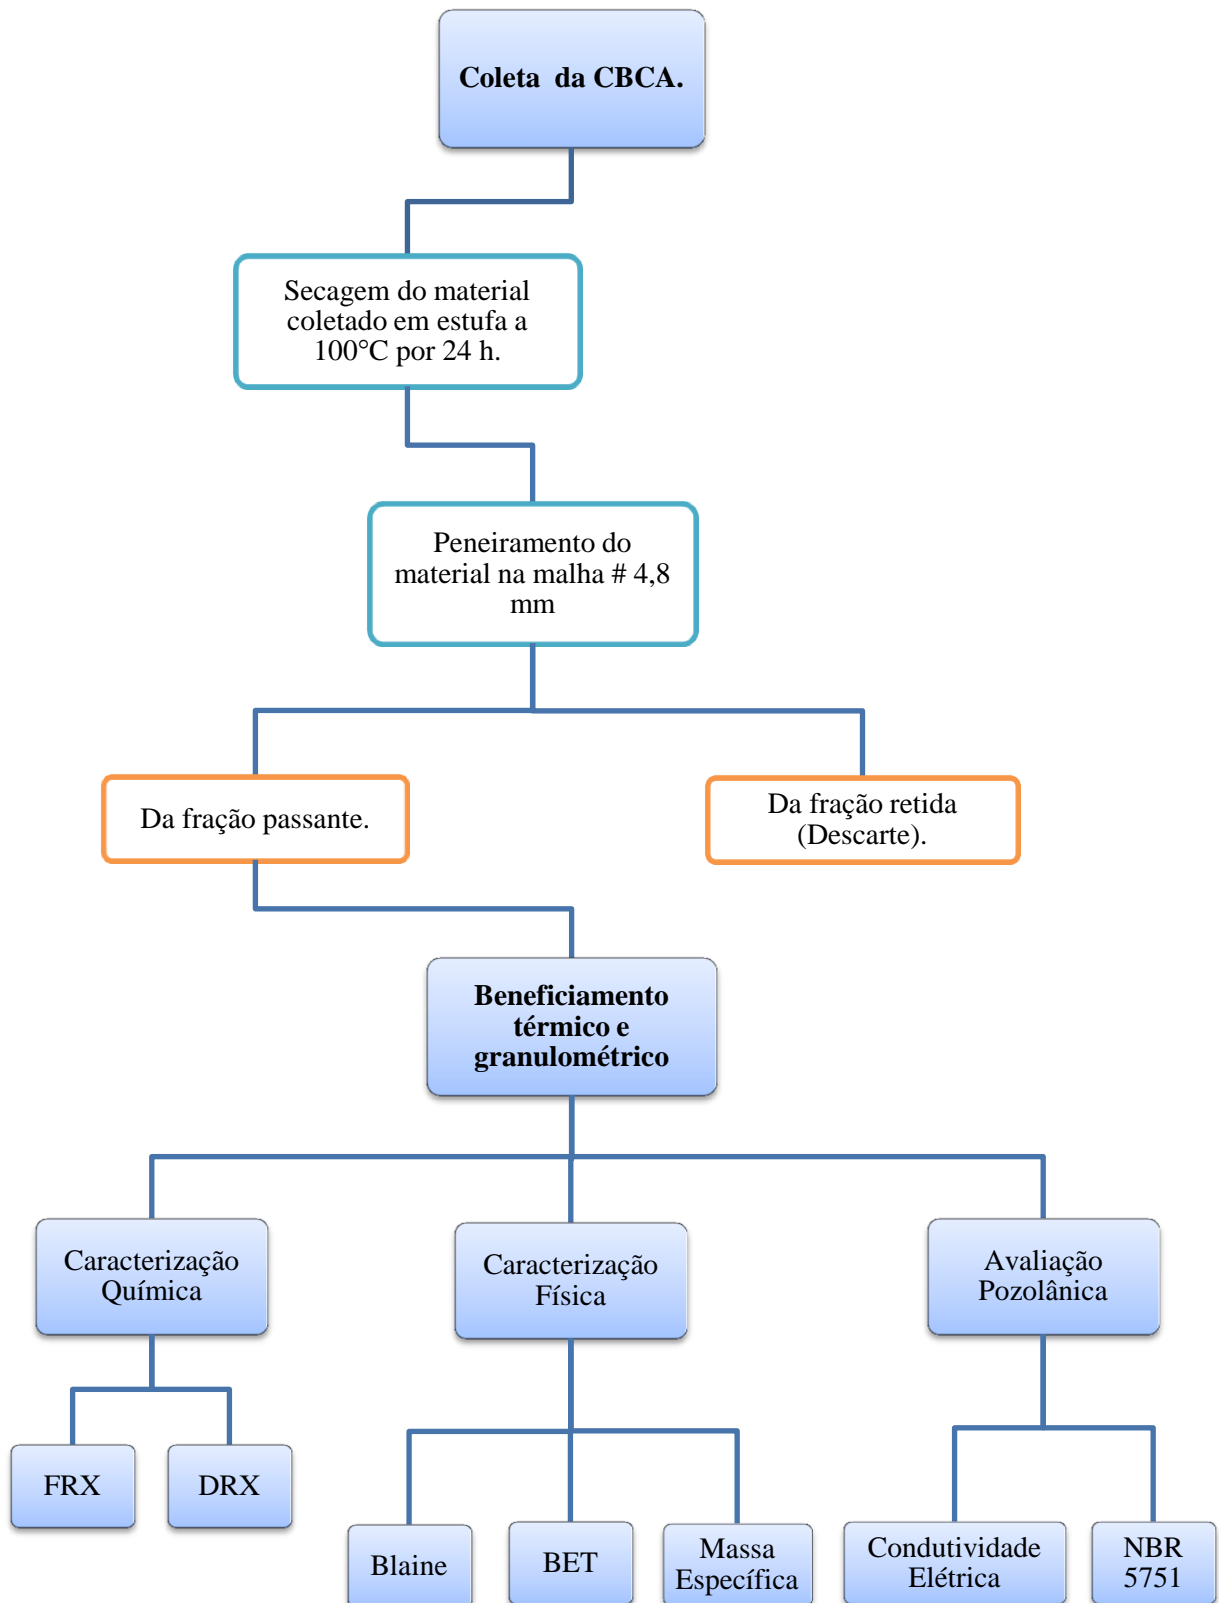 Coleta da CBCA.
Secagem do material
coletado em estufa a
100°C por 24 h.
Peneiramento do
material na malha # 4,8
mm
Da fração passante.
Da fração retida
(Descarte).
Beneficiamento
térmico e
granulométrico
Caracterização
Química
Caracterização
Física
Avaliação
Pozolânica
FRX
DRX
Blaine
BET
Massa
Específica
Condutividade
Elétrica
NBR
5751